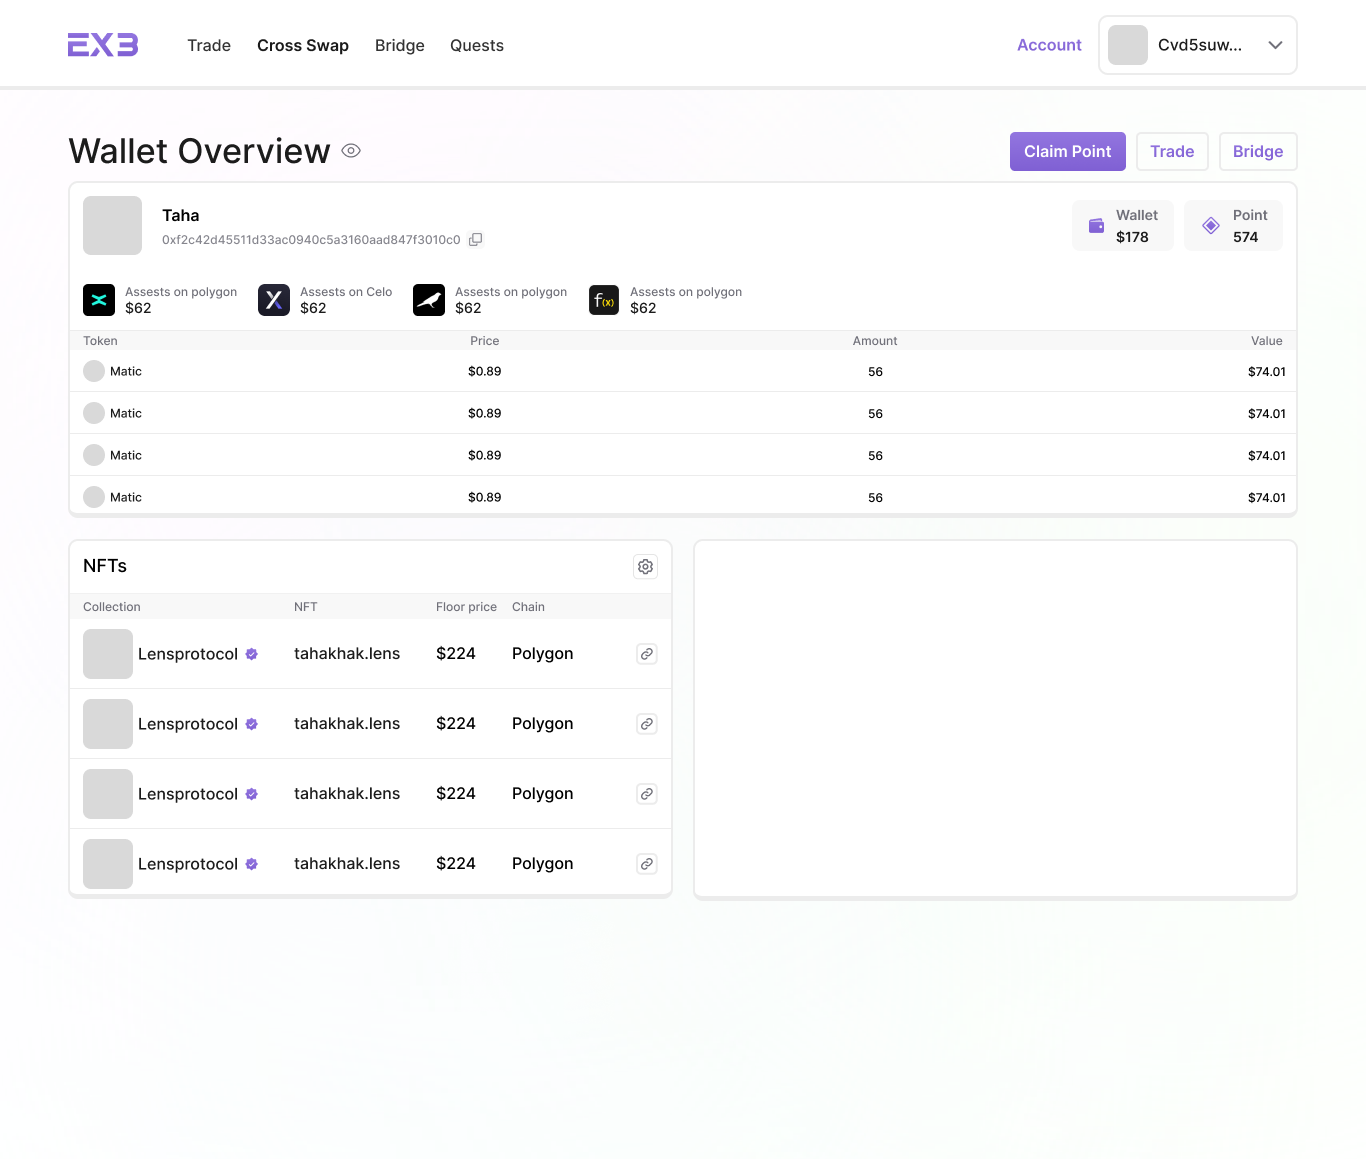 EX3 Trade Cross Swap Bridge Quests Account Cvd5suw...
Wallet Overview Claim Point Trade Bridge
Taha
0xf2c42d45511d33ac0940c5a3160aad847f3010c0
Wallet
$178
Point
574
Assests on polygon
$62
Assests on Celo
$62
Assests on polygon
$62
f(x)
Assests on polygon
$62
Token Price Amount Value
Matic $0.89 56 $74.01
Matic $0.89 56 $74.01
Matic $0.89 56 $74.01
Matic $0.89 56 $74.01
NFTs
Collection NFT Floor price Chain
Lensprotocol tahakhak.lens $224 Polygon
Lensprotocol tahakhak.lens $224 Polygon
Lensprotocol tahakhak.lens $224 Polygon
Lensprotocol tahakhak.lens $224 Polygon